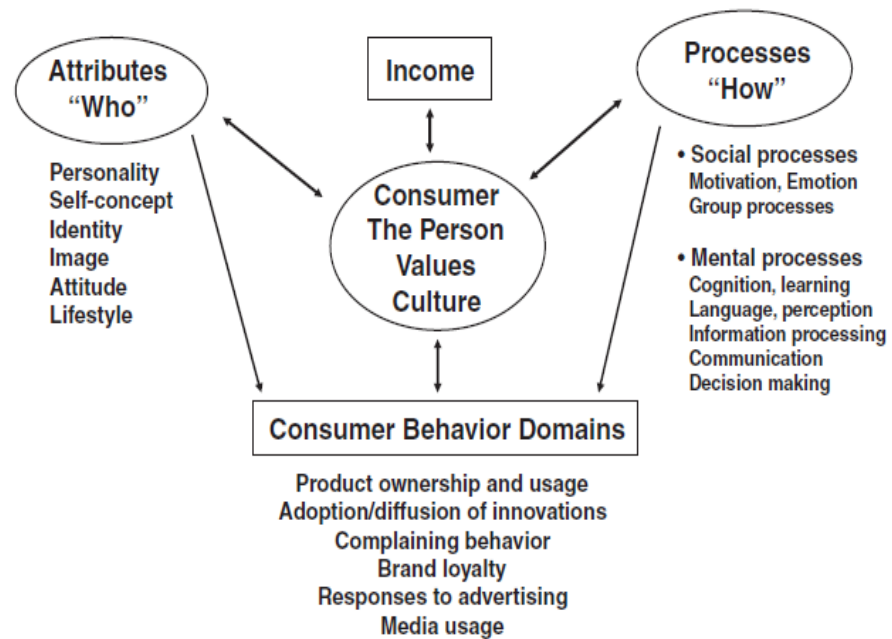 Attributes
“Who”
Personality
Self-concept
Identity
Image
Attitude
Lifestyle
Income
Consumer
The Person
Values
Culture
Processes
“How”
• Social processes
Motivation, Emotion
Group processes
• Mental processes
Cognition, learning
Language, perception
Information processing
Communication
Decision making
Consumer Behavior Domains
Product ownership and usage
Adoption/diffusion of innovations
Complaining behavior
Brand loyalty
Responses to advertising
Media usage